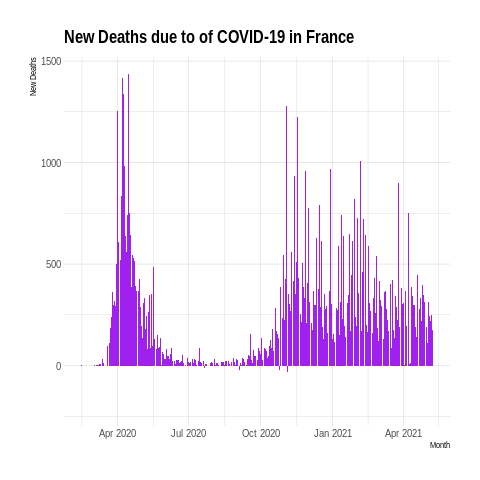 New Deaths due to of COVID-19 in France
New Deaths
1500
1000
500
0
Apr 2020 Jul 2020 Oct 2020 Jan 2021 Apr 2021
Month